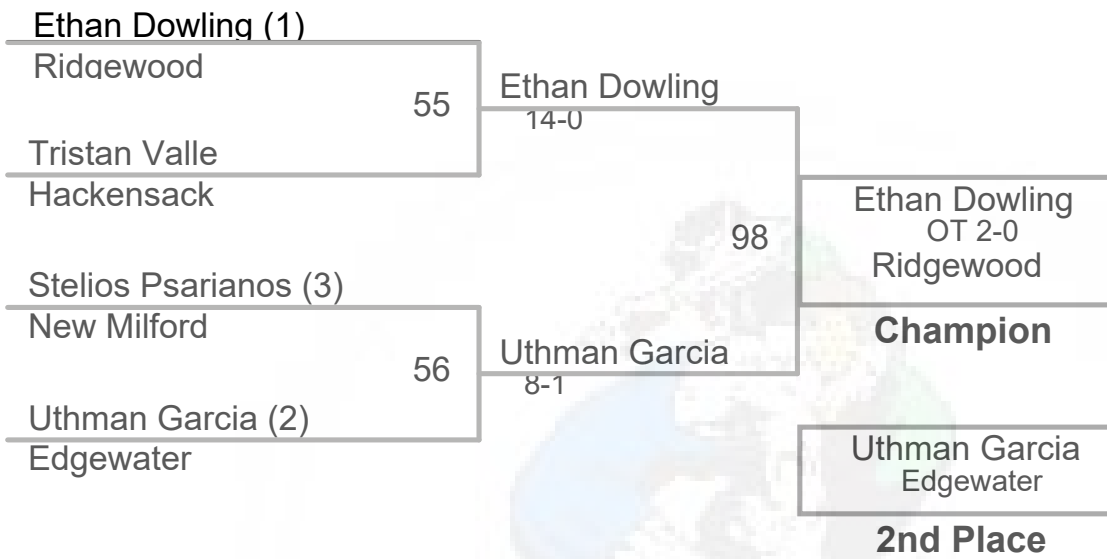 Ethan Dowling (1)
Ridgewood
55
Tristan Valle
Hackensack
Ethan Dowling
14-0
Stelios Psarianos (3)
New Milford
56
Uthman Garcia (2)
Edgewater
Uthman Garcia
8-1
98
Ethan Dowling
OT 2-0
Ridgewood
Champion
Uthman Garcia
Edgewater
2nd Place